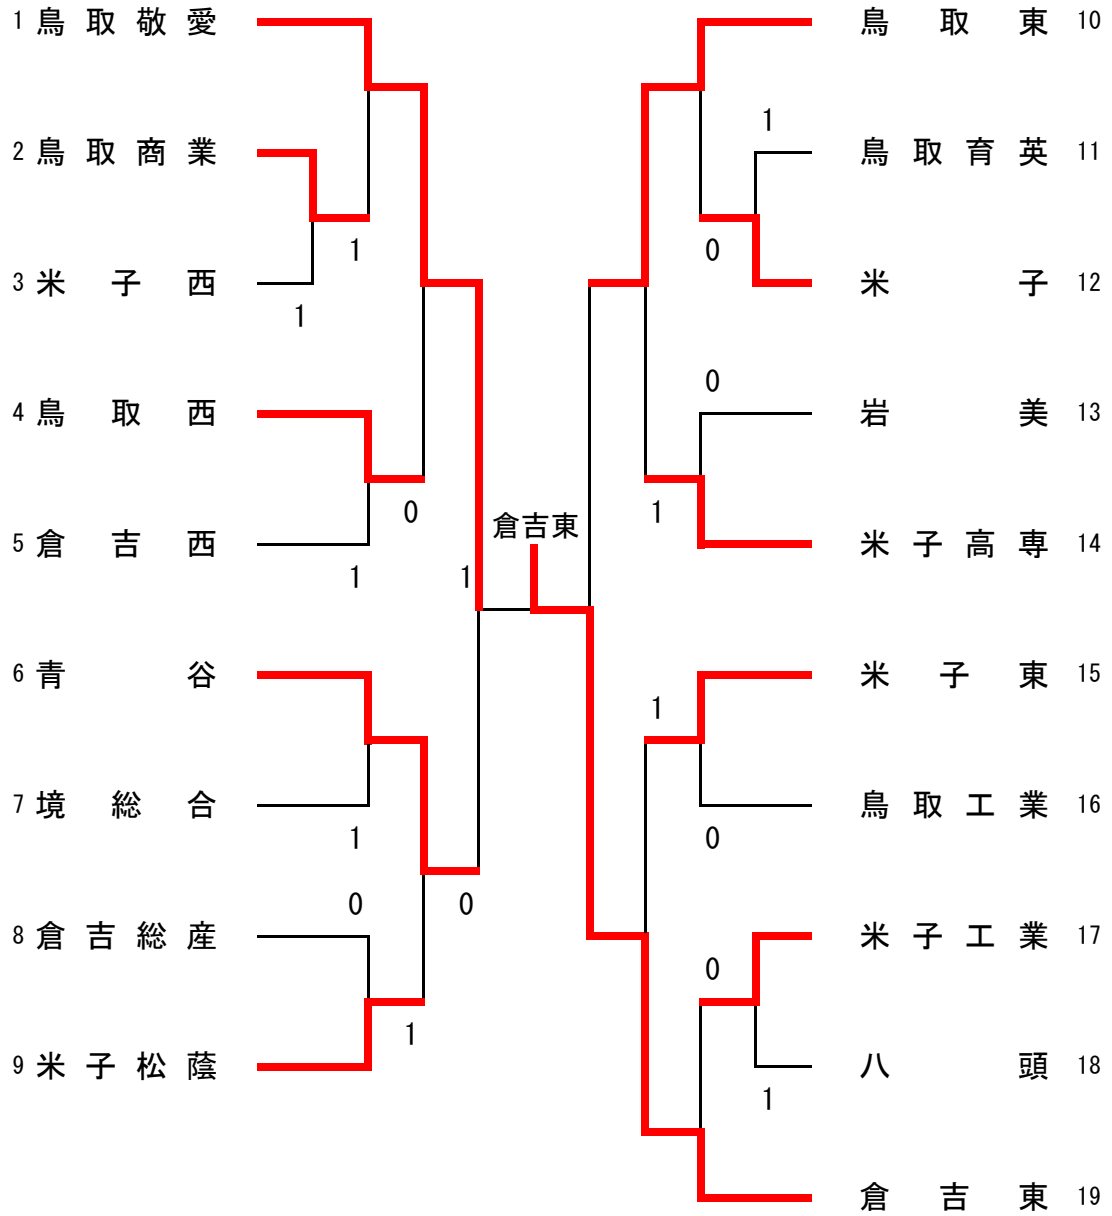 1 鳥取敬愛
2 鳥取商業
1
3 米子西
1
4 鳥取西
0
5 倉吉西
1
1
6 青谷
7 境総合
1
0
0
8 倉吉総産
1
9 米子松蔭
倉吉東
鳥取東 10
1
鳥取育英 11
0
米子 12
0
岩美 13
1
米子高専 14
米子東 15
1
鳥取工業 16
0
米子工業 17
0
八頭 18
1
倉吉東 19